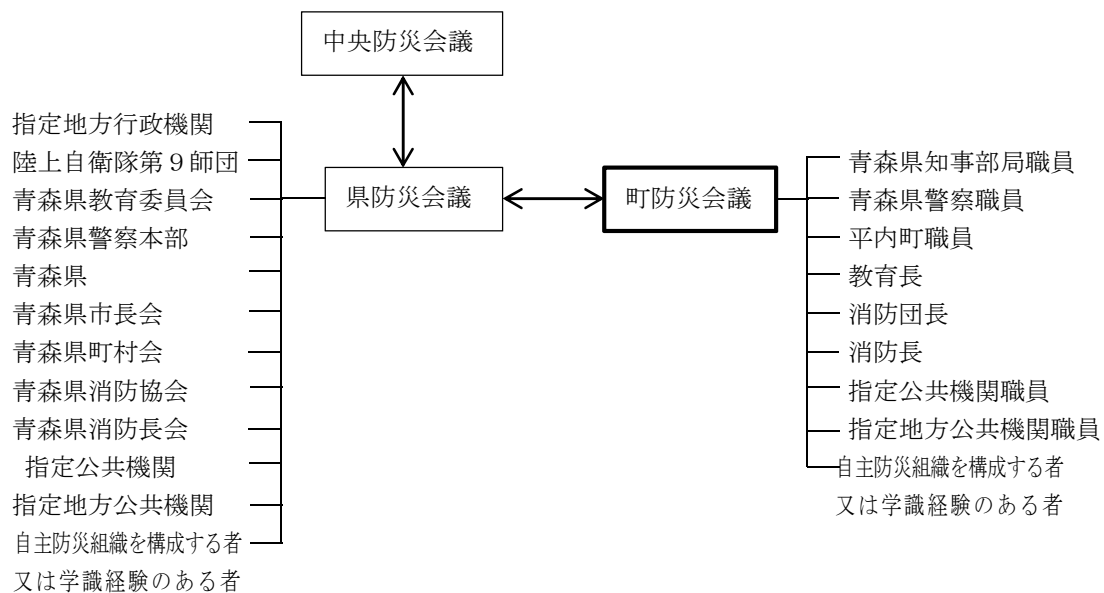 中央防災会議
県防災会議
町防災会議
指定地方行政機関
陸上自衛隊第９師団
青森県教育委員会
青森県警察本部
青森県
青森県市長会
青森県町村会
青森県消防協会
青森県消防長会
指定公共機関
指定地方公共機関
自主防災組織を構成する者
又は学識経験のある者
青森県知事部局職員
青森県警察職員
平内町職員
教育長
消防団長
消防長
指定公共機関職員
指定地方公共機関職員
自主防災組織を構成する者
又は学識経験のある者